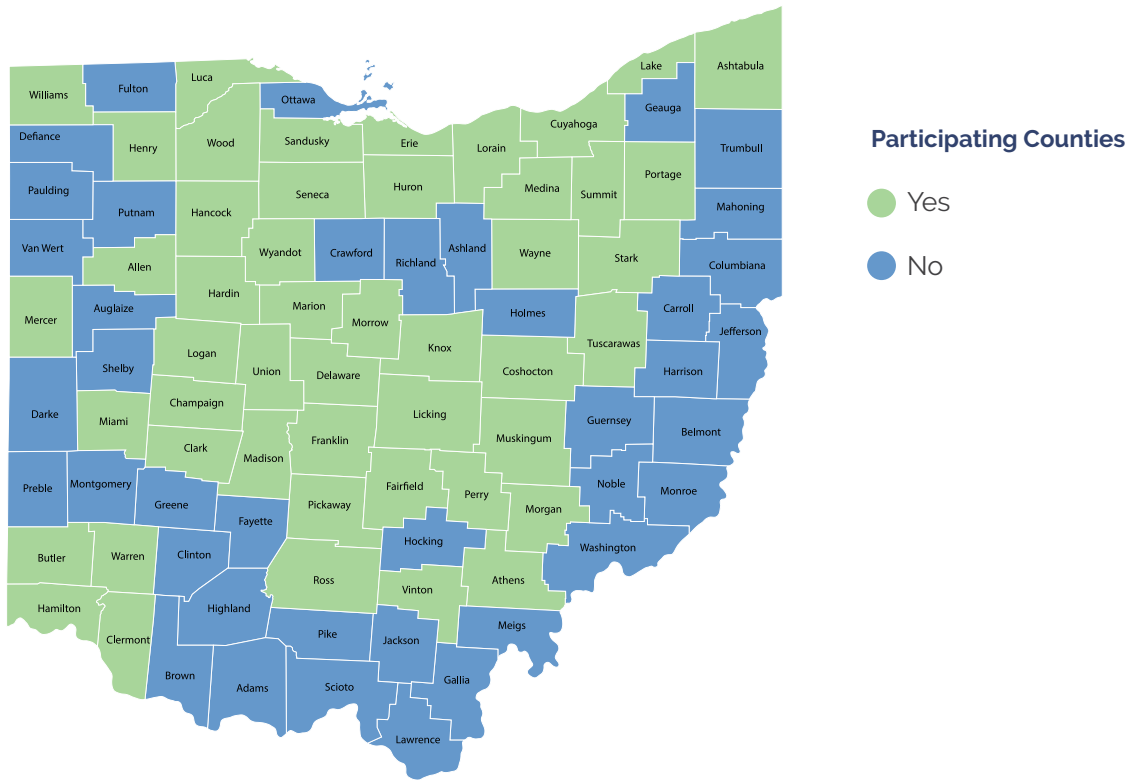 Participating Counties
Yes
No
Lake
Ashtabula
Luca
Williams
Fulton
Ottawa
Geauga
Cuyahoga
Defiance
Henry
Wood
Sandusky
Erie
Lorain
Trumbull
Paulding
Seneca
Huron
Medina
Summit
Portage
Putnam
Hancock
Mahoning
Van Wert
Allen
Wyandot
Crawford
Richland
Ashland
Wayne
Stark
Columbiana
Mercer
Auglaize
Hardin
Marion
Morrow
Holmes
Carroll
Jefferson
Shelby
Logan
Union
Delaware
Knox
Coshocton
Tuscarawas
Harrison
Darke
Miami
Champaign
Licking
Guernsey
Belmont
Clark
Madison
Franklin
Muskingum
Preble
Montgomery
Greene
Fayette
Pickaway
Fairfield
Perry
Morgan
Noble
Monroe
Butler
Warren
Clinton
Hocking
Washington
Hamilton
Clermont
Highland
Ross
Vinton
Athens
Brown
Adams
Pike
Jackson
Meigs
Scioto
Gallia
Lawrence